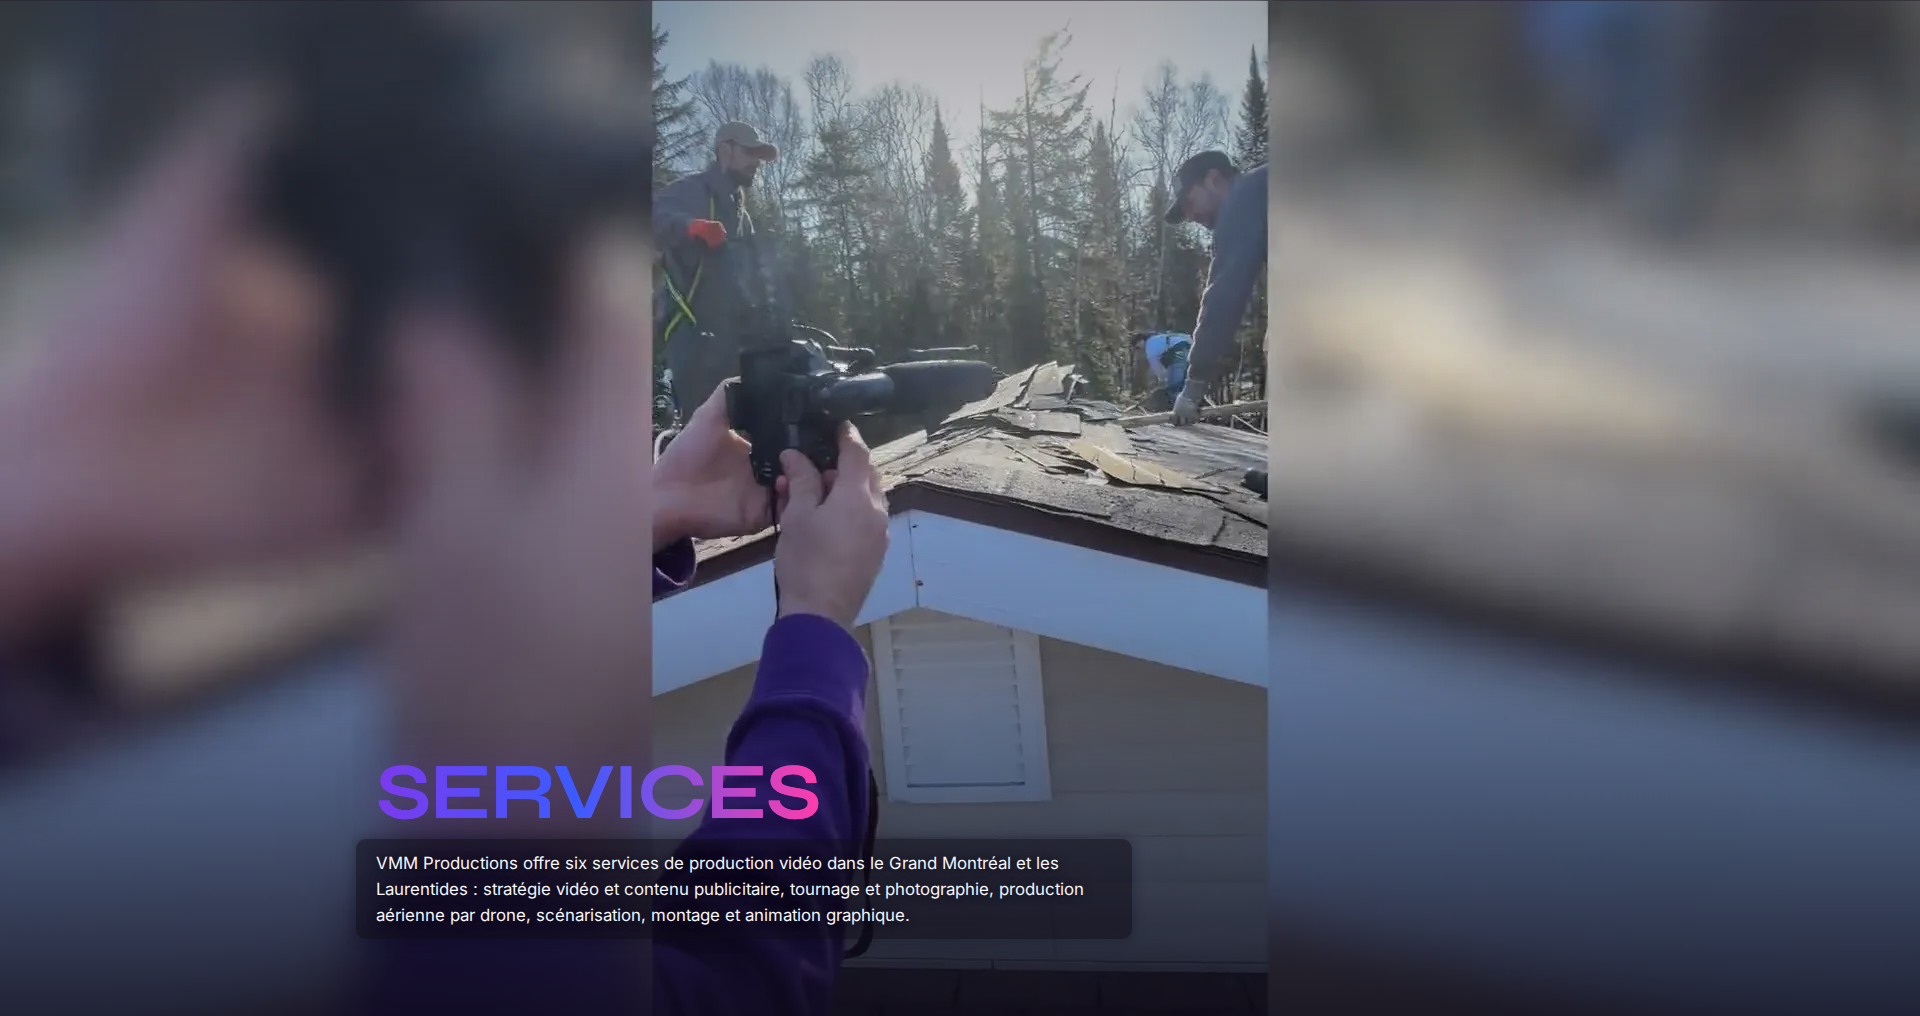 SERVICES
VMM Productions offre six services de production vidéo dans le Grand Montréal et les
Laurentides : stratégie vidéo et contenu publicitaire, tournage et photographie, production
aérienne par drone, scénarisation, montage et animation graphique.